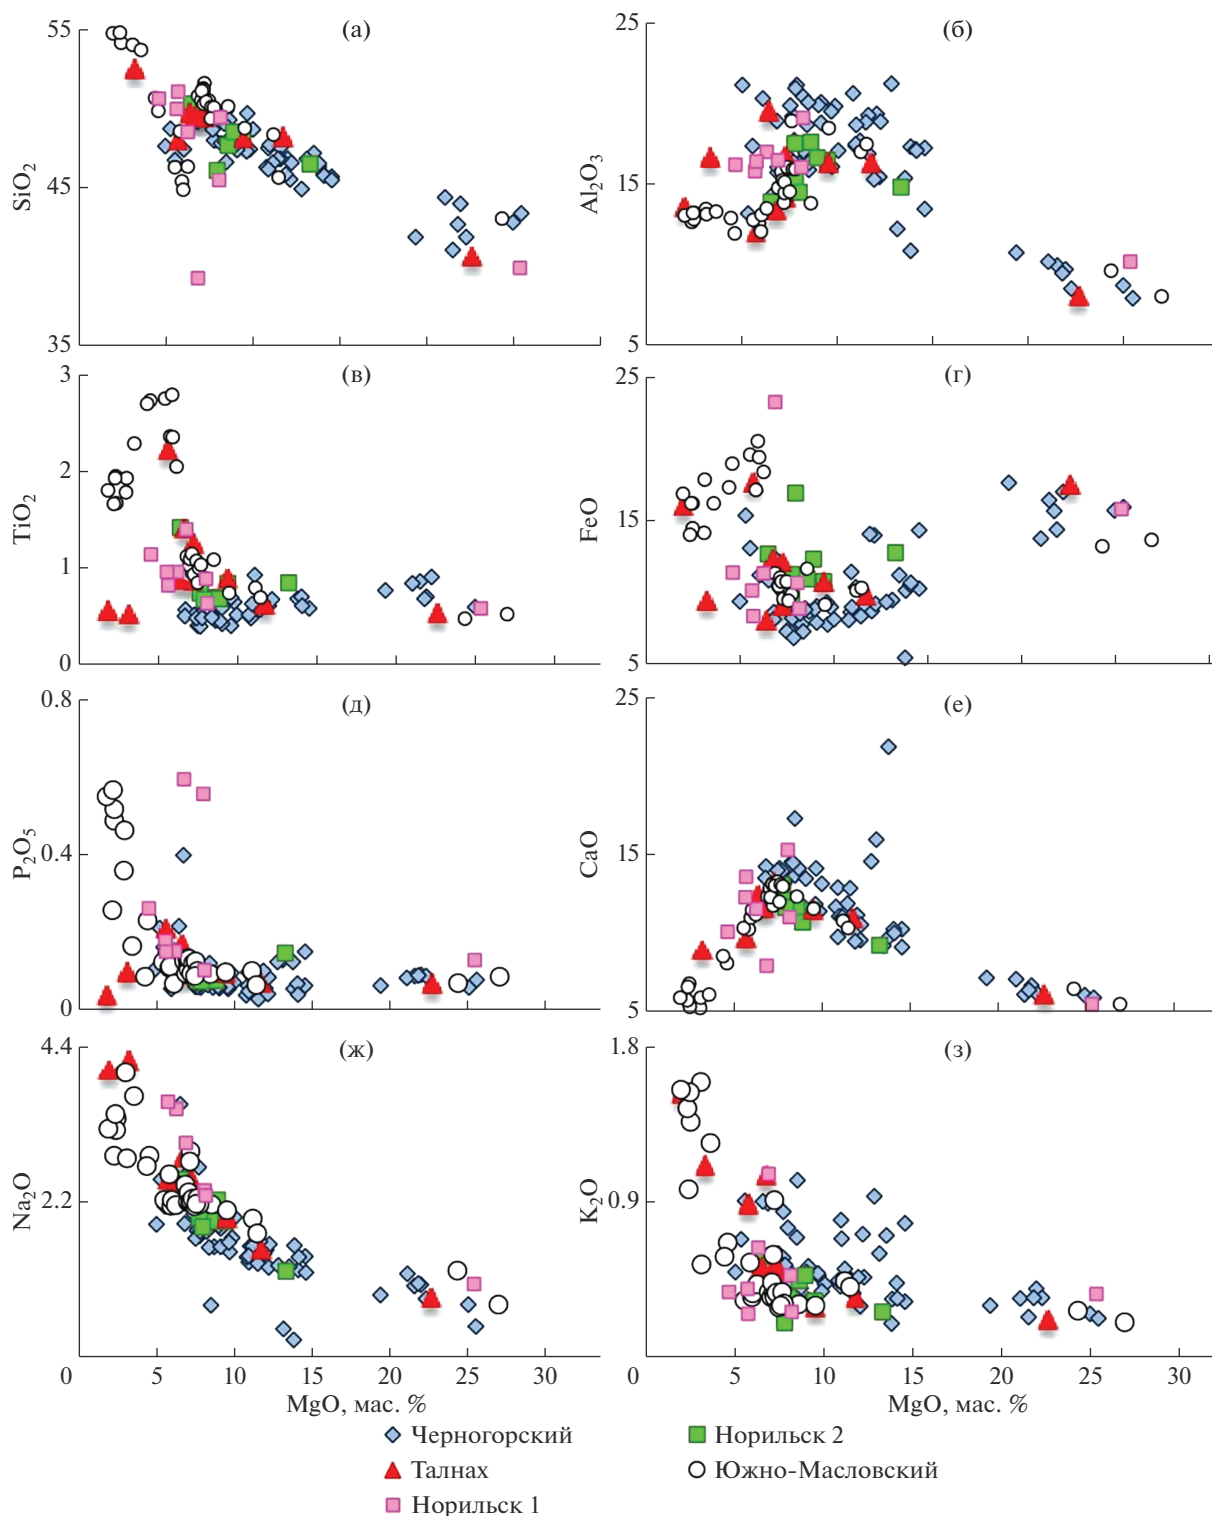 (а)
55
45
35
SiO2
(б)
25
15
5
Al2O3
(в)
3
2
1
0
TiO2
(г)
25
15
5
FeO
(д)
0.8
0.4
0
P2O5
(е)
25
15
5
CaO
(ж)
4.4
2.2
0
Na2O
5 10 15 20 25 30
MgO, мас. %
(з)
1.8
0.9
0
K2O
5 10 15 20 25 30
MgO, мас. %
Черногорский
Талнах
Норильск 1
Норильск 2
Южно-Масловский